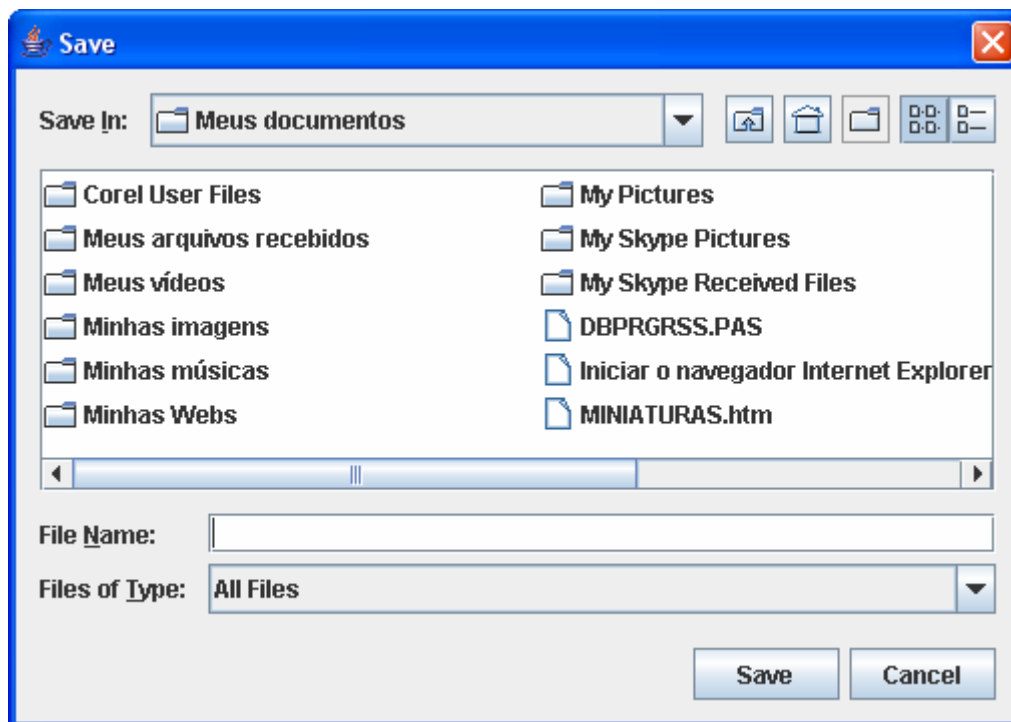 Save
Save In: Meus documentos
Corel User Files
Meus arquivos recebidos
Meus vídeos
Minhas imagens
Minhas músicas
Minhas Webs
My Pictures
My Skype Pictures
My Skype Received Files
DBPRGRSS.PAS
Iniciar o navegador Internet Explorer
MINIATURAS.htm
File Name:
Files of Type: All Files
Save Cancel